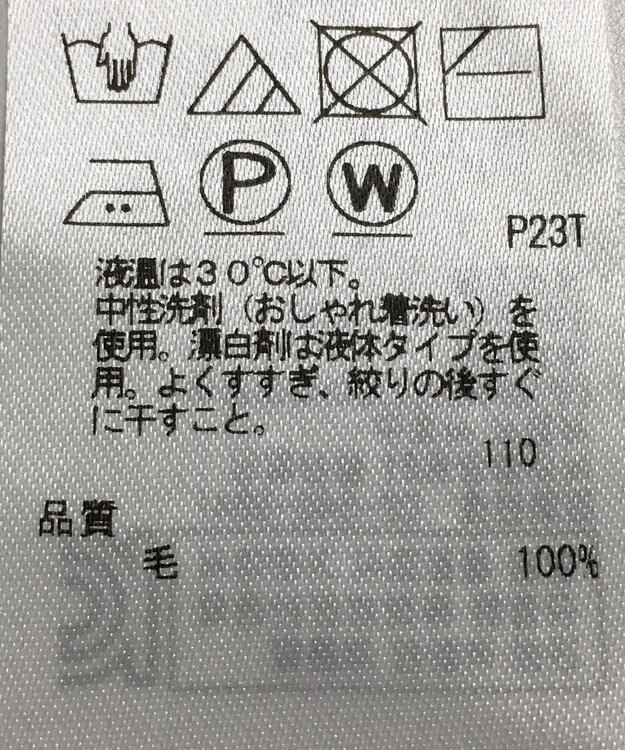 P
W
P23T
液温は30℃以下。
中性洗剤（おしゃれ着洗い）を
使用。漂白剤は液体タイプを使
用。よくすすぎ、絞りの後すぐ
に干すこと。
110
品質
毛 100%